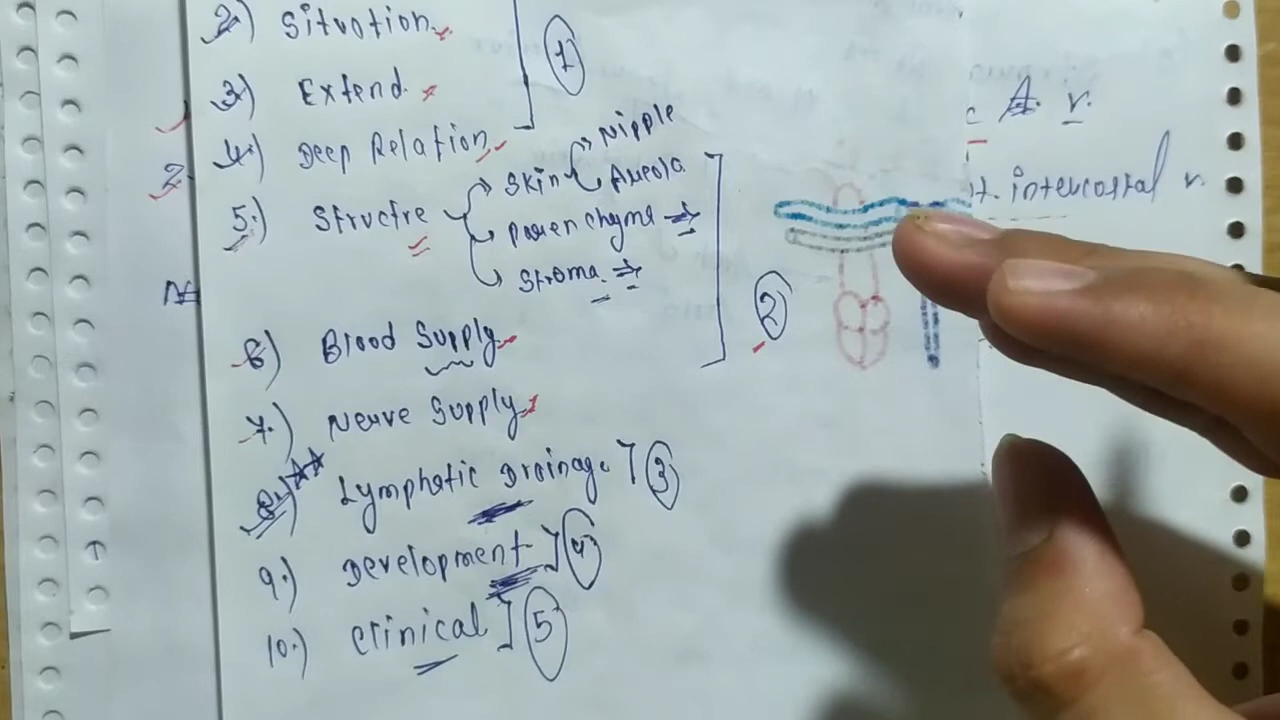 2.) Situation
3.) Extend
1
4.) Deep Relation
5.) Structre
Skin
Nipple
Areola
parenchyma
Stroma
2
6.) Blood Supply
7.) Nerve Supply
8.) Lymphatic Drainage
3
9.) Development
4
10.) Clinical
5
v.
intercostal v.